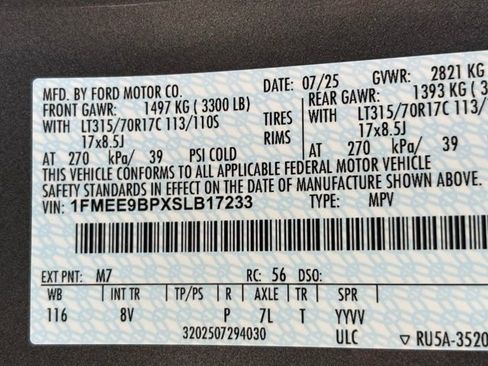 MFD. BY FORD MOTOR CO.
DATE: 07/25 GVWR: 2821 KG
FRONT GAWR: 1497 KG ( 3300 LB) REAR GAWR: 1393 KG ( 3
WITH LT315/70R17C 113/110S TIRES WITH LT315/70R17C 113/1
17x8.5J RIMS 17x8.5J
AT 270 kPa/ 39 PSI COLD AT 270 kPa/ 39
THIS VEHICLE CONFORMS TO ALL APPLICABLE FEDERAL MOTOR VEHICLE
SAFETY STANDARDS IN EFFECT ON THE DATE OF MANUFACTURE SHOWN ABOVE.
VIN: 1FMEE9BPXSLB17233 TYPE: MPV
EXT PNT: M7 RC: 56 DSO:
WB INT TR TP/PS R AXLE TR SPR
116 8V P 7L T YYVV
3202507294030 ULC ▽ RU5A-3520